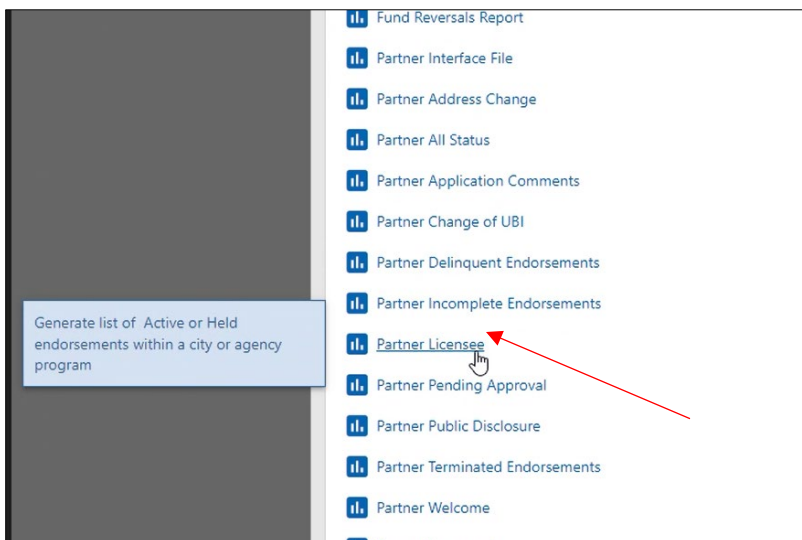 Fund Reversals Report
Partner Interface File
Partner Address Change
Partner All Status
Partner Application Comments
Partner Change of UBI
Partner Delinquent Endorsements
Partner Incomplete Endorsements
Generate list of Active or Held
endorsements within a city or agency
program
Partner Licensee
Partner Pending Approval
Partner Public Disclosure
Partner Terminated Endorsements
Partner Welcome